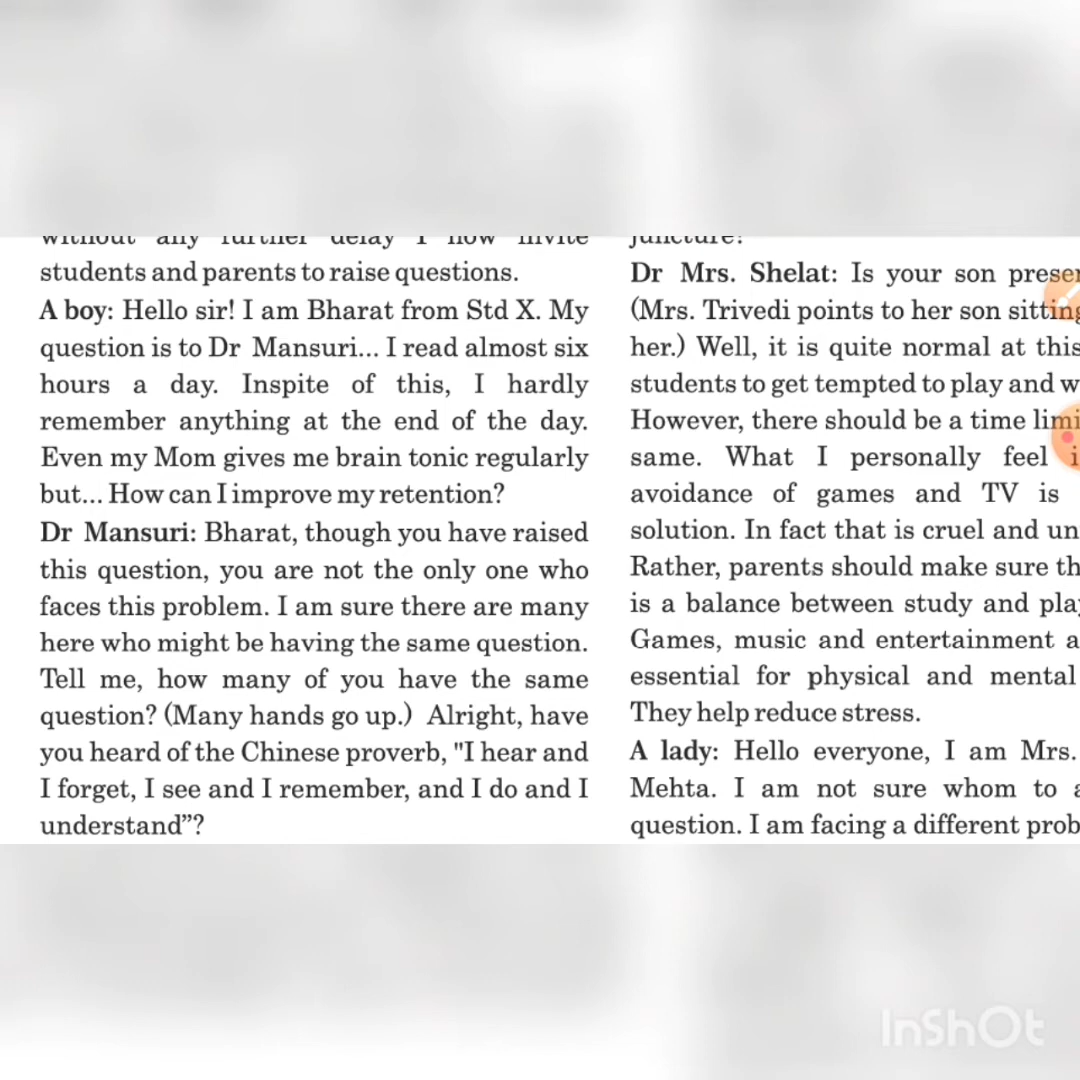 without any further delay I now invite
students and parents to raise questions.
A boy: Hello sir! I am Bharat from Std X. My
question is to Dr Mansuri... I read almost six
hours a day. Inspite of this, I hardly
remember anything at the end of the day.
Even my Mom gives me brain tonic regularly
but... How can I improve my retention?
Dr Mansuri: Bharat, though you have raised
this question, you are not the only one who
faces this problem. I am sure there are many
here who might be having the same question.
Tell me, how many of you have the same
question? (Many hands go up.) Alright, have
you heard of the Chinese proverb, "I hear and
I forget, I see and I remember, and I do and I
understand”?
juncture?
Dr Mrs. Shelat: Is your son
(Mrs. Trivedi points to her son sitting
her.) Well, it is quite normal at this
students to get tempted to play and
However, there should be a time
same. What I personally feel
avoidance of games and TV is
solution. In fact that is cruel and
Rather, parents should make sure
is a balance between study and
Games, music and entertainment
essential for physical and mental
They help reduce stress.
A lady: Hello everyone, I am Mrs.
Mehta. I am not sure whom to
question. I am facing a different
InShOt